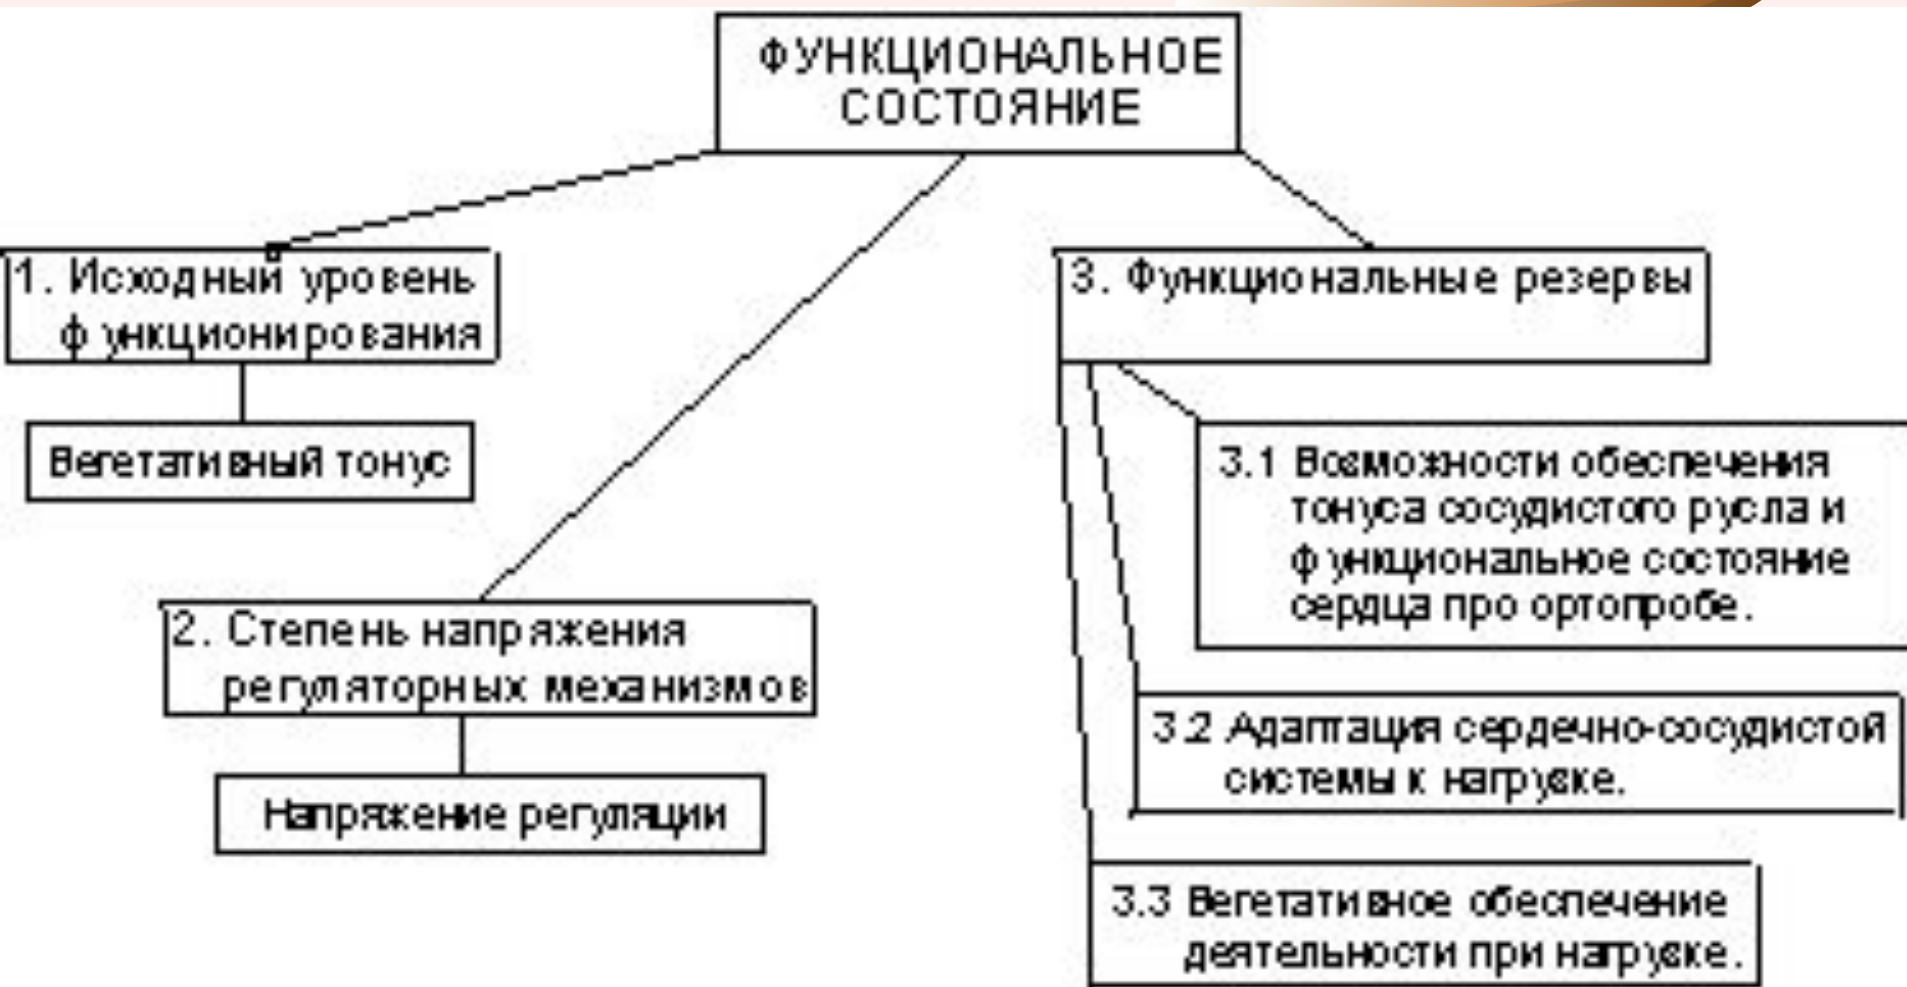 ФУНКЦИОНАЛЬНОЕ
СОСТОЯНИЕ
1. Исходный уровень
функционирования
Вегетативный тонус
2. Степень напряжения
регуляторных механизмов
Напряжение регуляции
3. Функциональные резервы
3.1 Возможности обеспечения
тонуса сосудистого русла и
функциональное состояние
сердца про ортопробе.
3.2 Адаптация сердечно-сосудистой
системы к нагрузке.
3.3 Вегетативное обеспечение
деятельности при нагрузке.